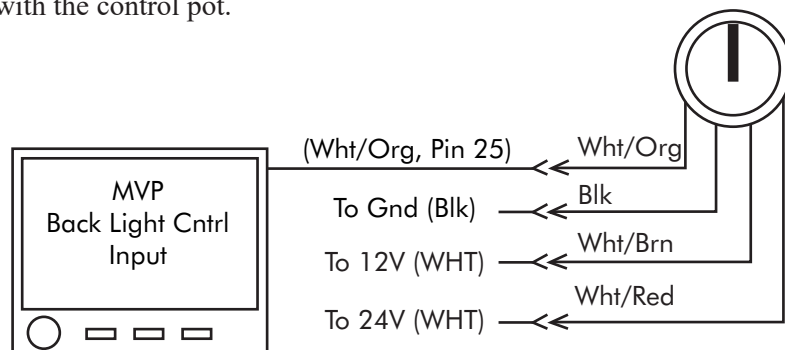 with the control pot.
(Wht/Org, Pin 25)
Wht/Org
MVP
Back Light Cntrl
Input
To Gnd (Blk)
Blk
To 12V (WHT)
Wht/Brn
To 24V (WHT)
Wht/Red